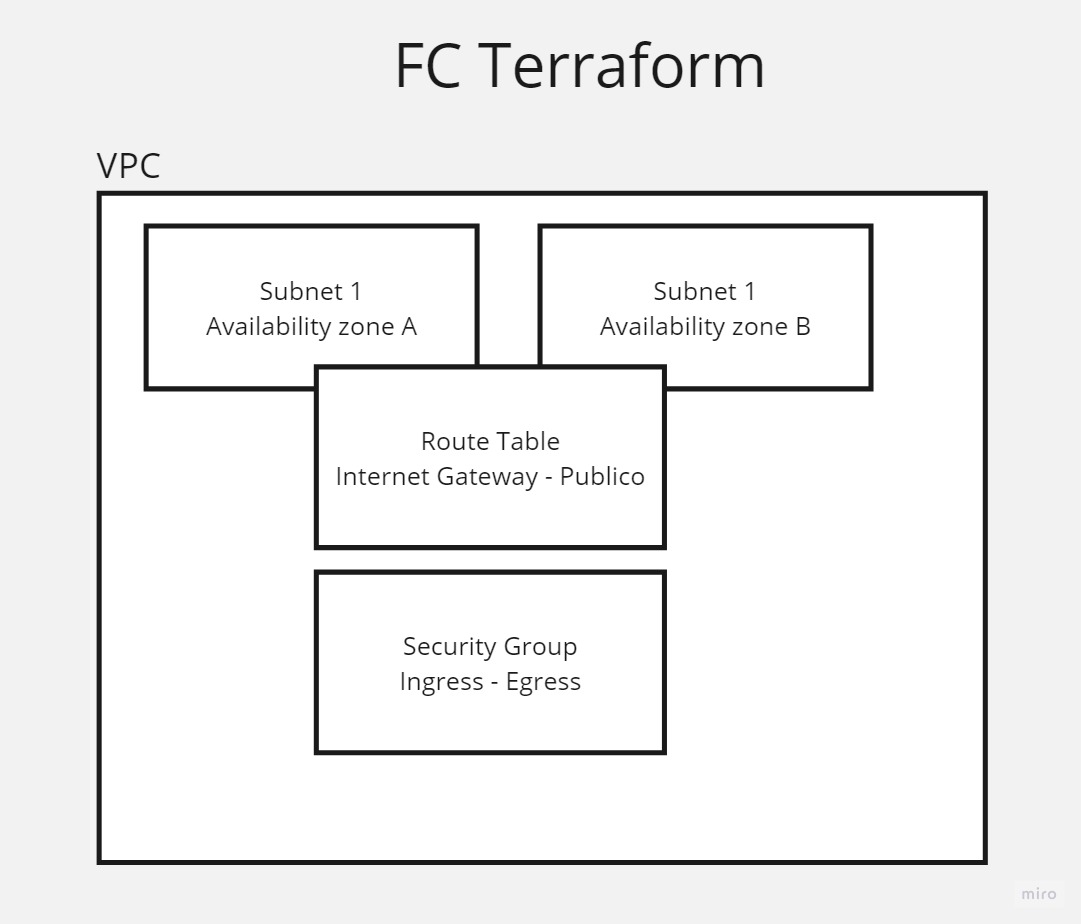 FC Terraform
VPC
Subnet 1
Availability zone A
Subnet 1
Availability zone B
Route Table
Internet Gateway - Publico
Security Group
Ingress - Egress
miro